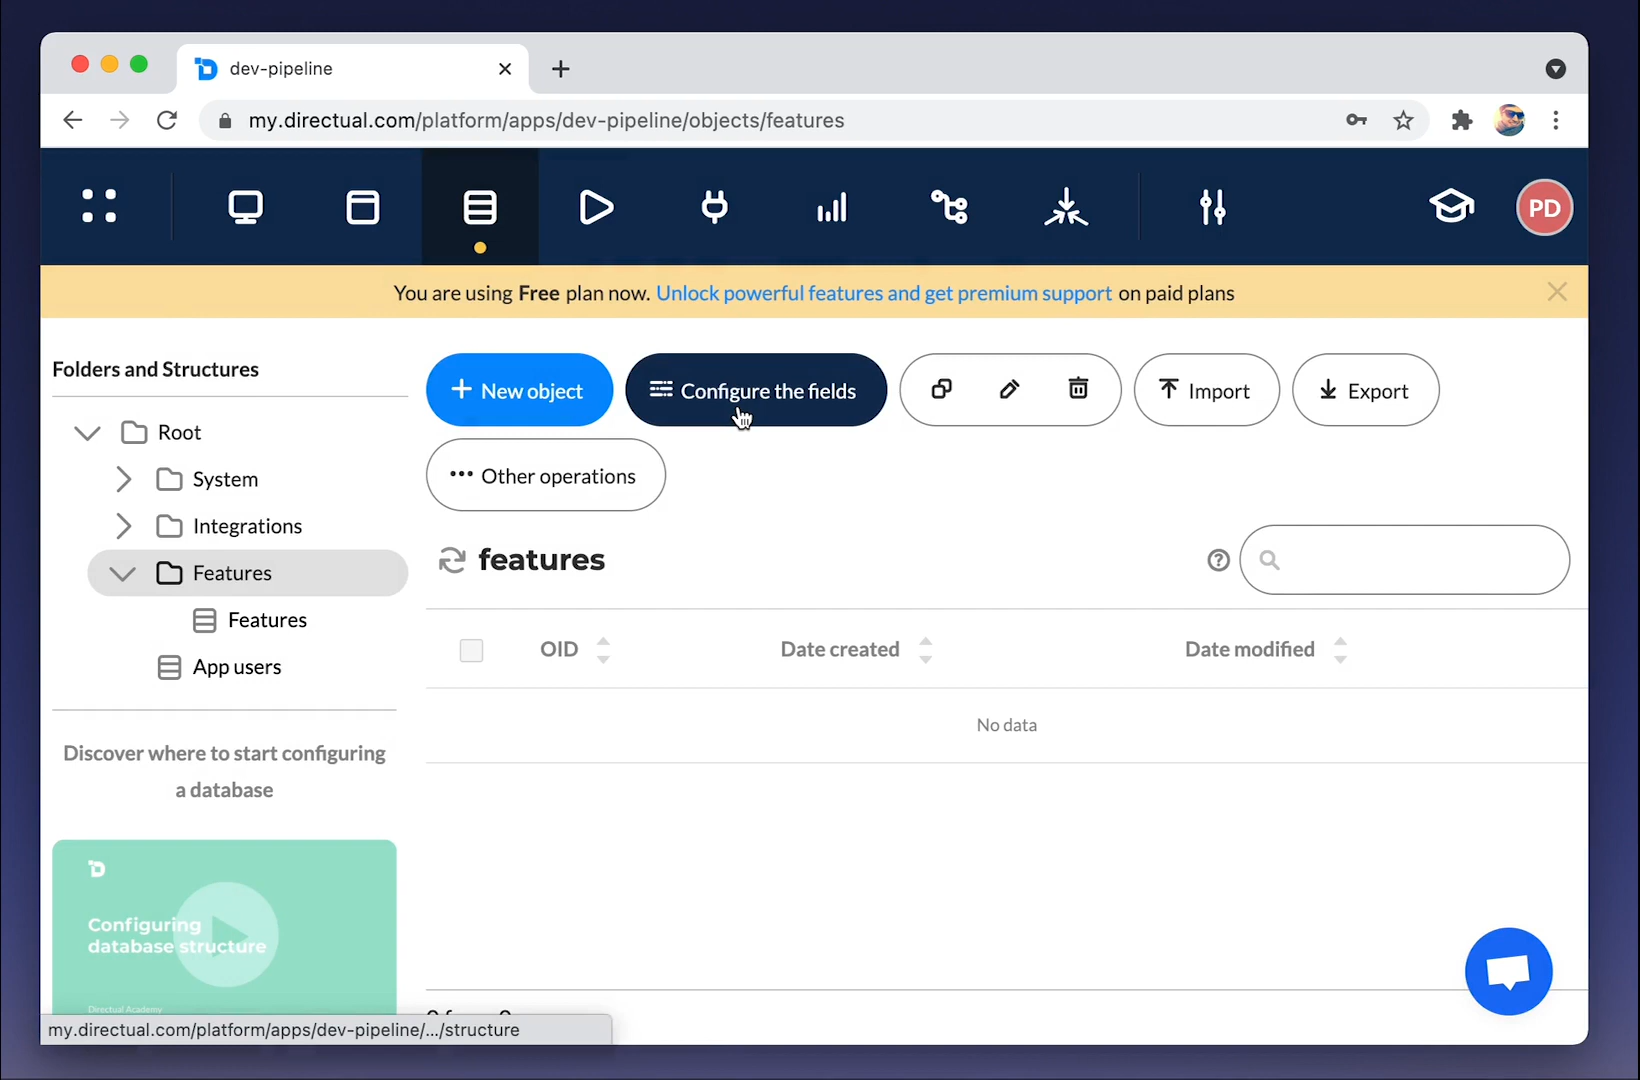 dev-pipeline
my.directual.com/platform/apps/dev-pipeline/objects/features
PD
You are using Free plan now. Unlock powerful features and get premium support on paid plans
Folders and Structures
Root
System
Integrations
Features
Features
App users
Discover where to start configuring
a database
Configuring
database structure
Directual Academy
+ New object
Configure the fields
Import
Export
••• Other operations
features
OID
Date created
Date modified
No data
my.directual.com/platform/apps/dev-pipeline/.../structure